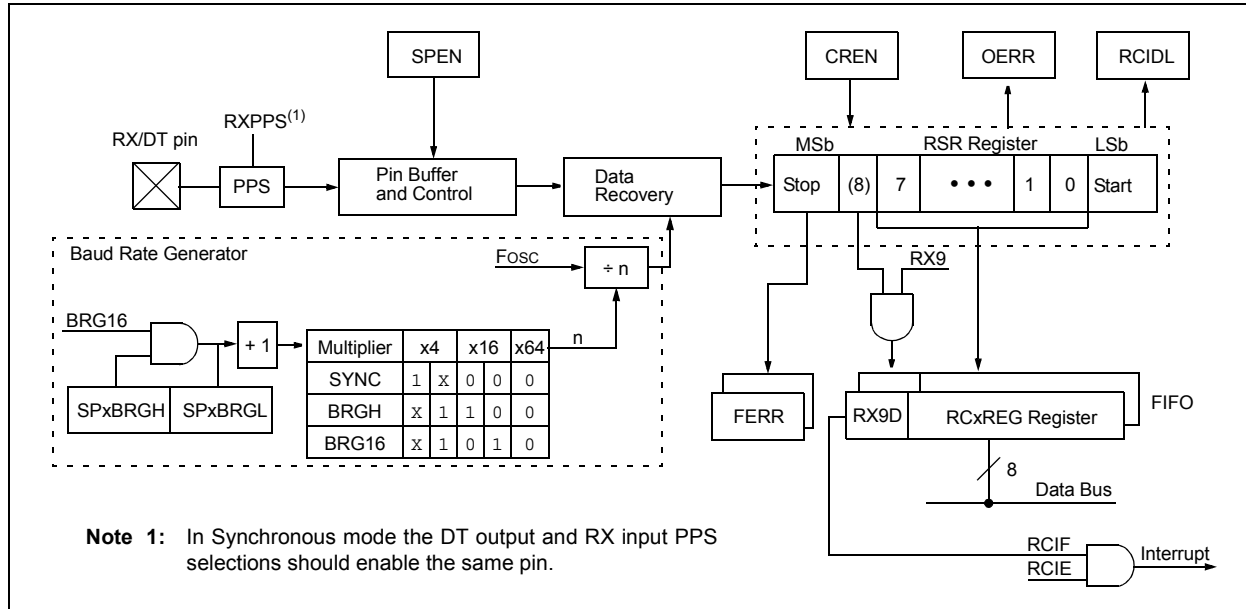 SPEN
CREN
OERR
RCIDL
RXPPS(1)
RX/DT pin
PPS
Pin Buffer
and Control
Data
Recovery
MSb
RSR Register
LSb
Stop (8) 7 • • • 1 0 Start
Baud Rate Generator
FOSC
÷ n
RX9
BRG16
+ 1
n
Multiplier x4 x16 x64
SYNC 1 X 0 0 0
BRGH X 1 1 0 0
BRG16 X 1 0 1 0
SPxBRGH SPxBRGL
FERR
RX9D
RCxREG Register
FIFO
8
Data Bus
Note 1: In Synchronous mode the DT output and RX input PPS
selections should enable the same pin.
RCIF
RCIE
Interrupt